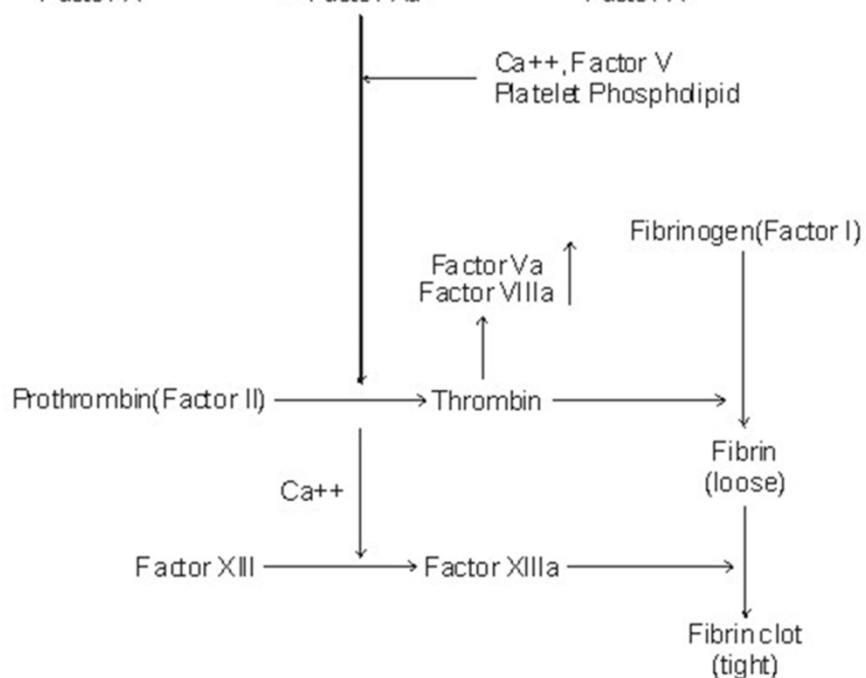 Ca++, Factor V
Platelet Phospholipid
Fibrinogen(Factor I)
Factor Va
Factor VIIIa
Prothrombin(Factor II)
Thrombin
Fibrin
(loose)
Ca++
Factor XIII
Factor XIIIa
Fibrin clot
(tight)